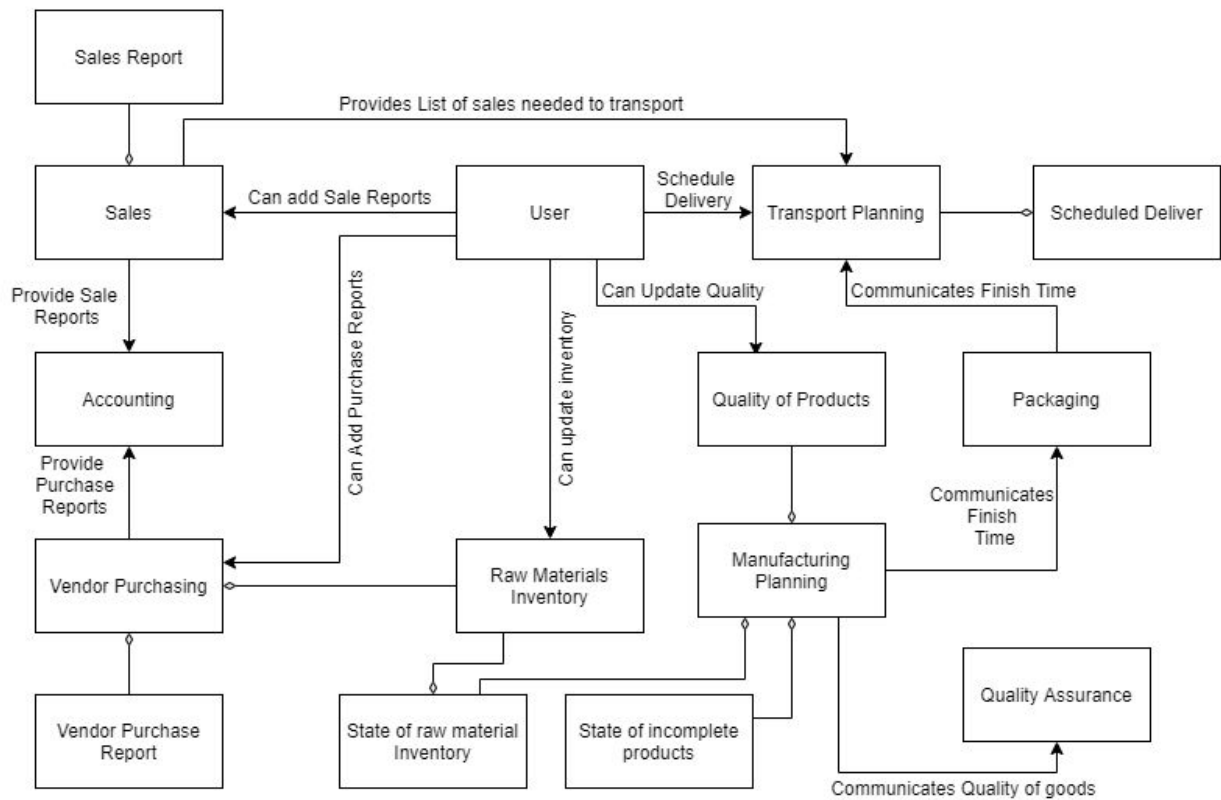 Sales Report
Provides List of sales needed to transport
Sales
Can add Sale Reports
User
Schedule
Delivery
Transport Planning
Scheduled Deliver
Provide Sale
Reports
Can Add Purchase Reports
Can update inventory
Can Update Quality
Communicates Finish Time
Accounting
Quality of Products
Packaging
Provide
Purchase
Reports
Communicates
Finish
Time
Vendor Purchasing
Raw Materials
Inventory
Manufacturing
Planning
Vendor Purchase
Report
State of raw material
Inventory
State of incomplete
products
Quality Assurance
Communicates Quality of goods